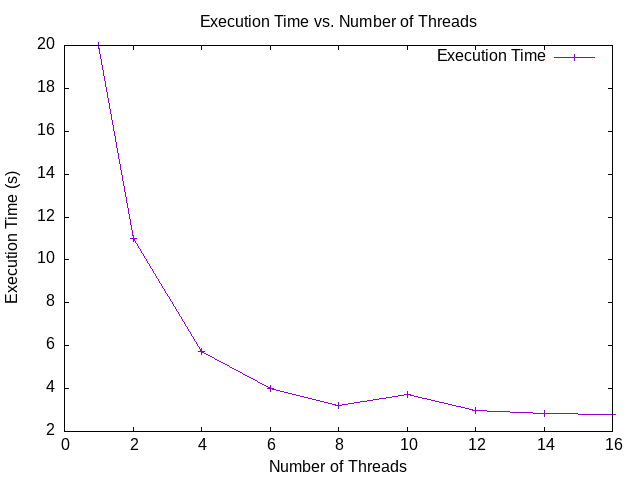 Execution Time vs. Number of Threads
Execution Time
20
18
16
14
12
10
8
6
4
2
Execution Time (s)
0 2 4 6 8 10 12 14 16
Number of Threads